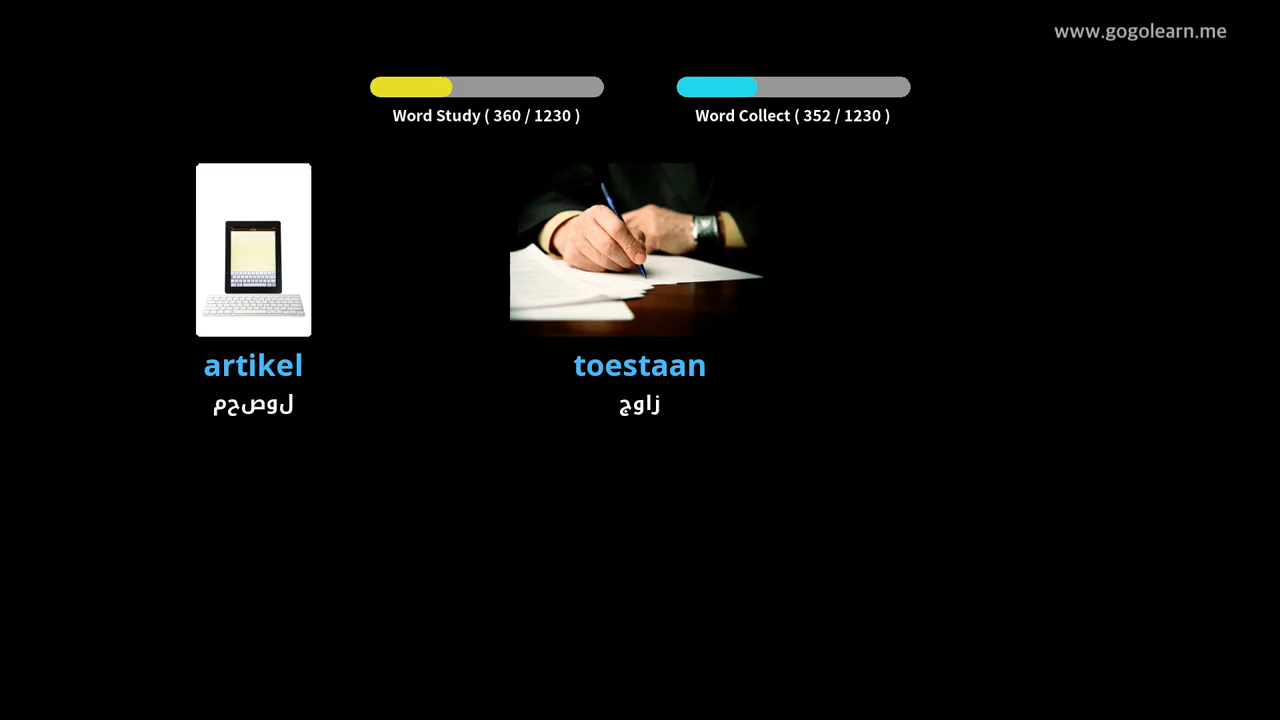 www.gogolearn.me
Word Study ( 360 / 1230 )
Word Collect ( 352 / 1230 )
artikel
لوصحم
toestaan
زاوج